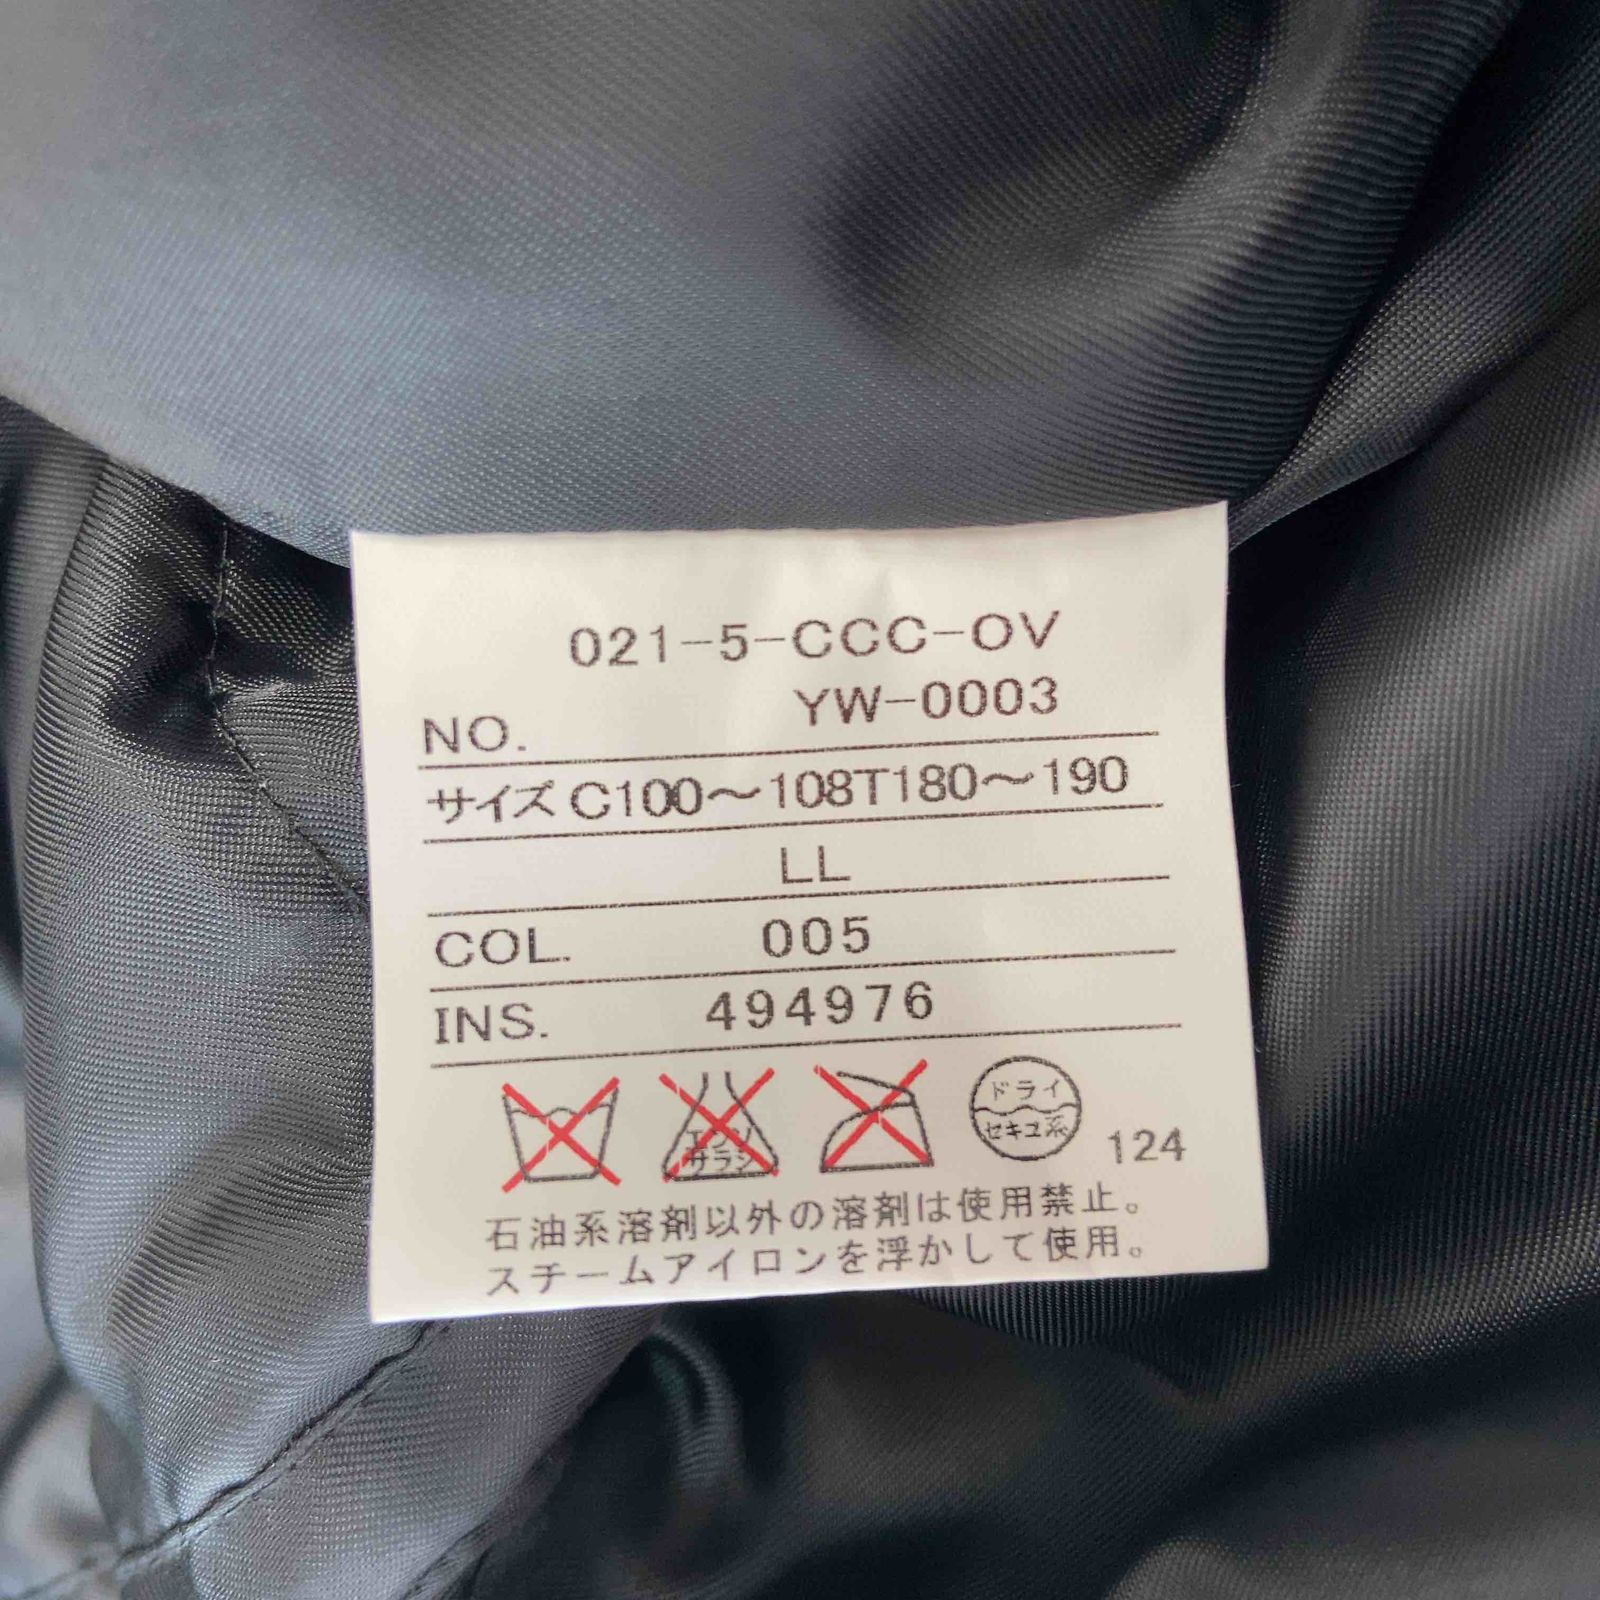 021-5-CCC-OV
NO. YW-0003
サイズ C100～108T180～190
LL
COL. 005
INS. 494976
エンソ
サラシ
ドライ
セキユ系
124
石油系溶剤以外の溶剤は使用禁止。
スチームアイロンを浮かして使用。